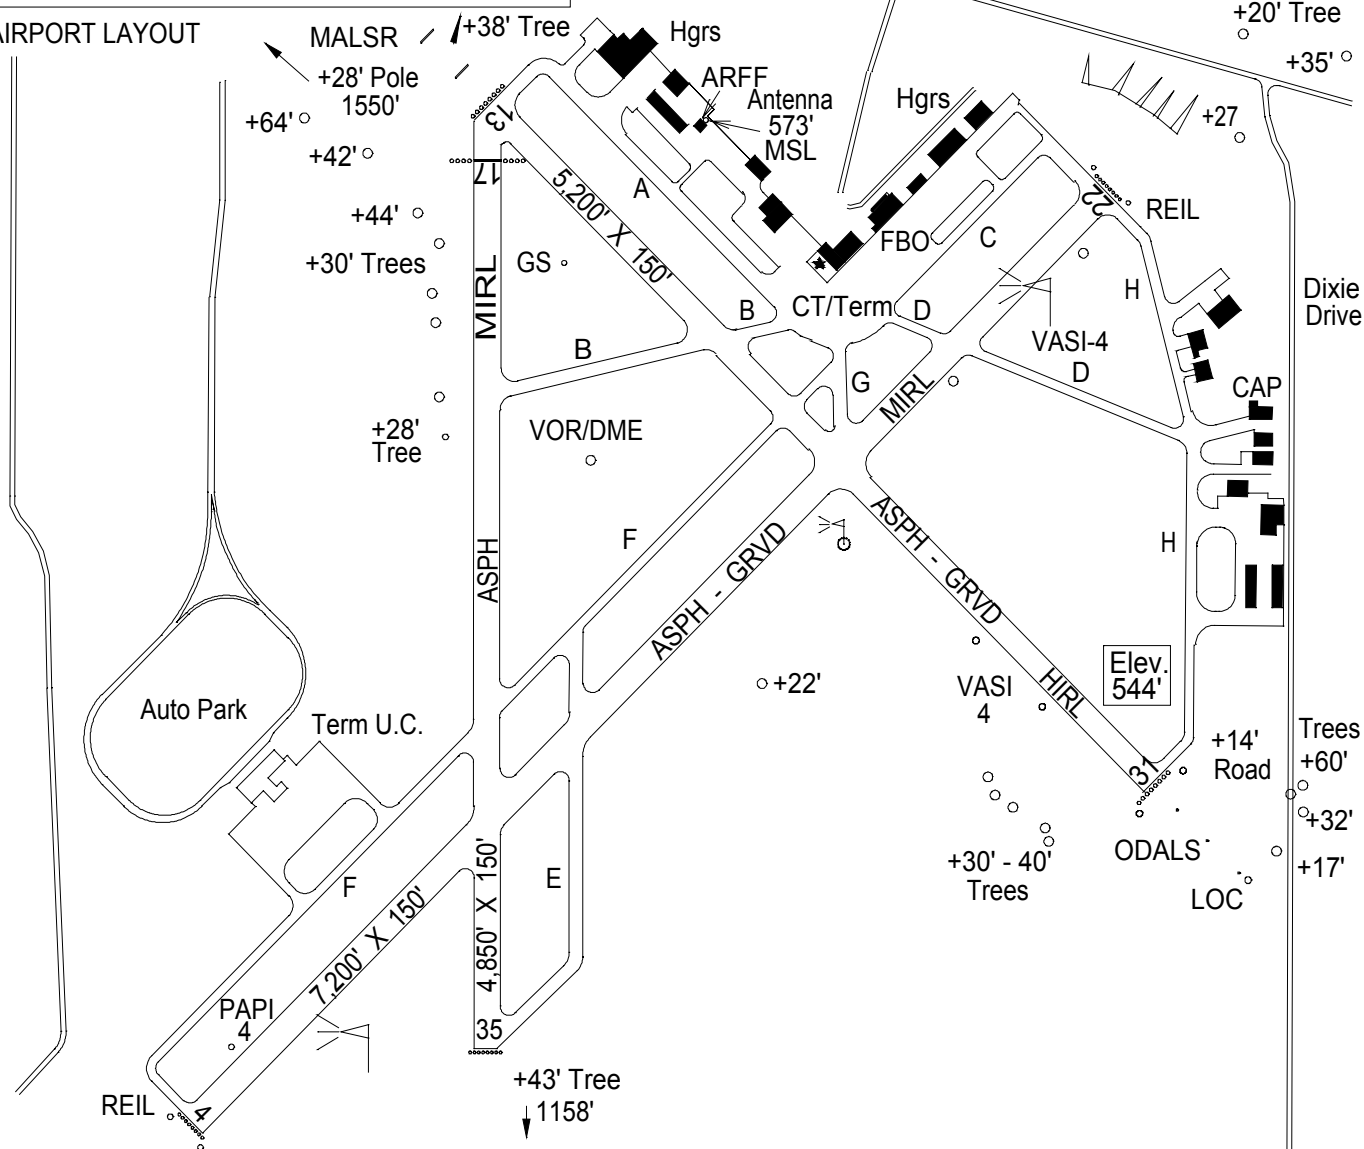 AIRPORT LAYOUT
MALSR
+38' Tree
+28' Pole
1550'
+64'
+42'
+44'
+30' Trees
+28'
Tree
Hgrs
ARFF
Antenna
573'
MSL
Hgrs
+20' Tree
+35'
+27
13
17
5,200' X 150'
A
MIRL
GS
B
B
CT/Term
FBO
C
D
22
REIL
H
VASI-4
D
Dixie
Drive
CAP
G
MIRL
VOR/DME
F
ASPH
ASPH - GRVD
ASPH - GRVD
HIRL
H
Elev.
544'
+22'
VASI
4
31
+14'
Road
Trees
+60'
+32'
+17'
ODALS
LOC
+30' - 40'
Trees
Auto Park
Term U.C.
F
E
4,850' X 150'
7,200' X 150'
PAPI
4
35
REIL
4
+43' Tree
1158'